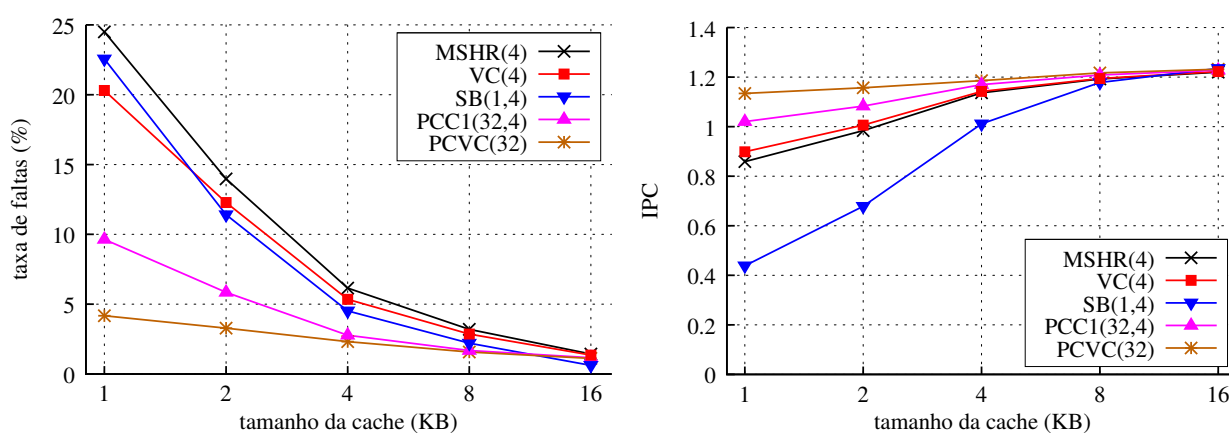 25
20
15
10
5
0
taxa de faltas (%)
MSHR(4)
VC(4)
SB(1,4)
PCC1(32,4)
PCVC(32)
1 2 4 8 16
tamanho da cache (KB)
1.4
1.2
1
0.8
0.6
0.4
0.2
0
IPC
MSHR(4)
VC(4)
SB(1,4)
PCC1(32,4)
PCVC(32)
1 2 4 8 16
tamanho da cache (KB)